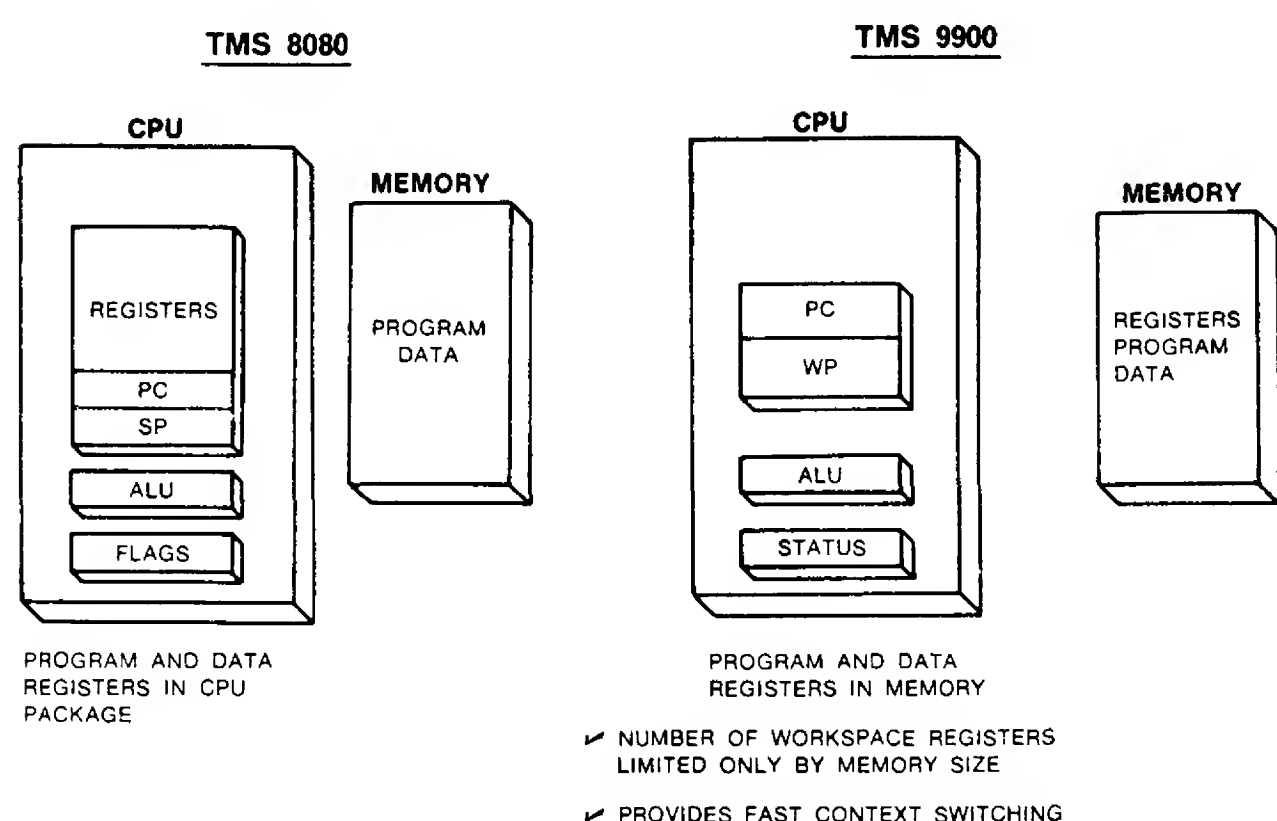 TMS 8080
CPU
MEMORY
REGISTERS
PC
SP
ALU
FLAGS
PROGRAM
DATA
PROGRAM AND DATA
REGISTERS IN CPU
PACKAGE
TMS 9900
CPU
MEMORY
PC
WP
ALU
STATUS
REGISTERS
PROGRAM
DATA
PROGRAM AND DATA
REGISTERS IN MEMORY
✓ NUMBER OF WORKSPACE REGISTERS
LIMITED ONLY BY MEMORY SIZE
✓ PROVIDES FAST CONTEXT SWITCHING